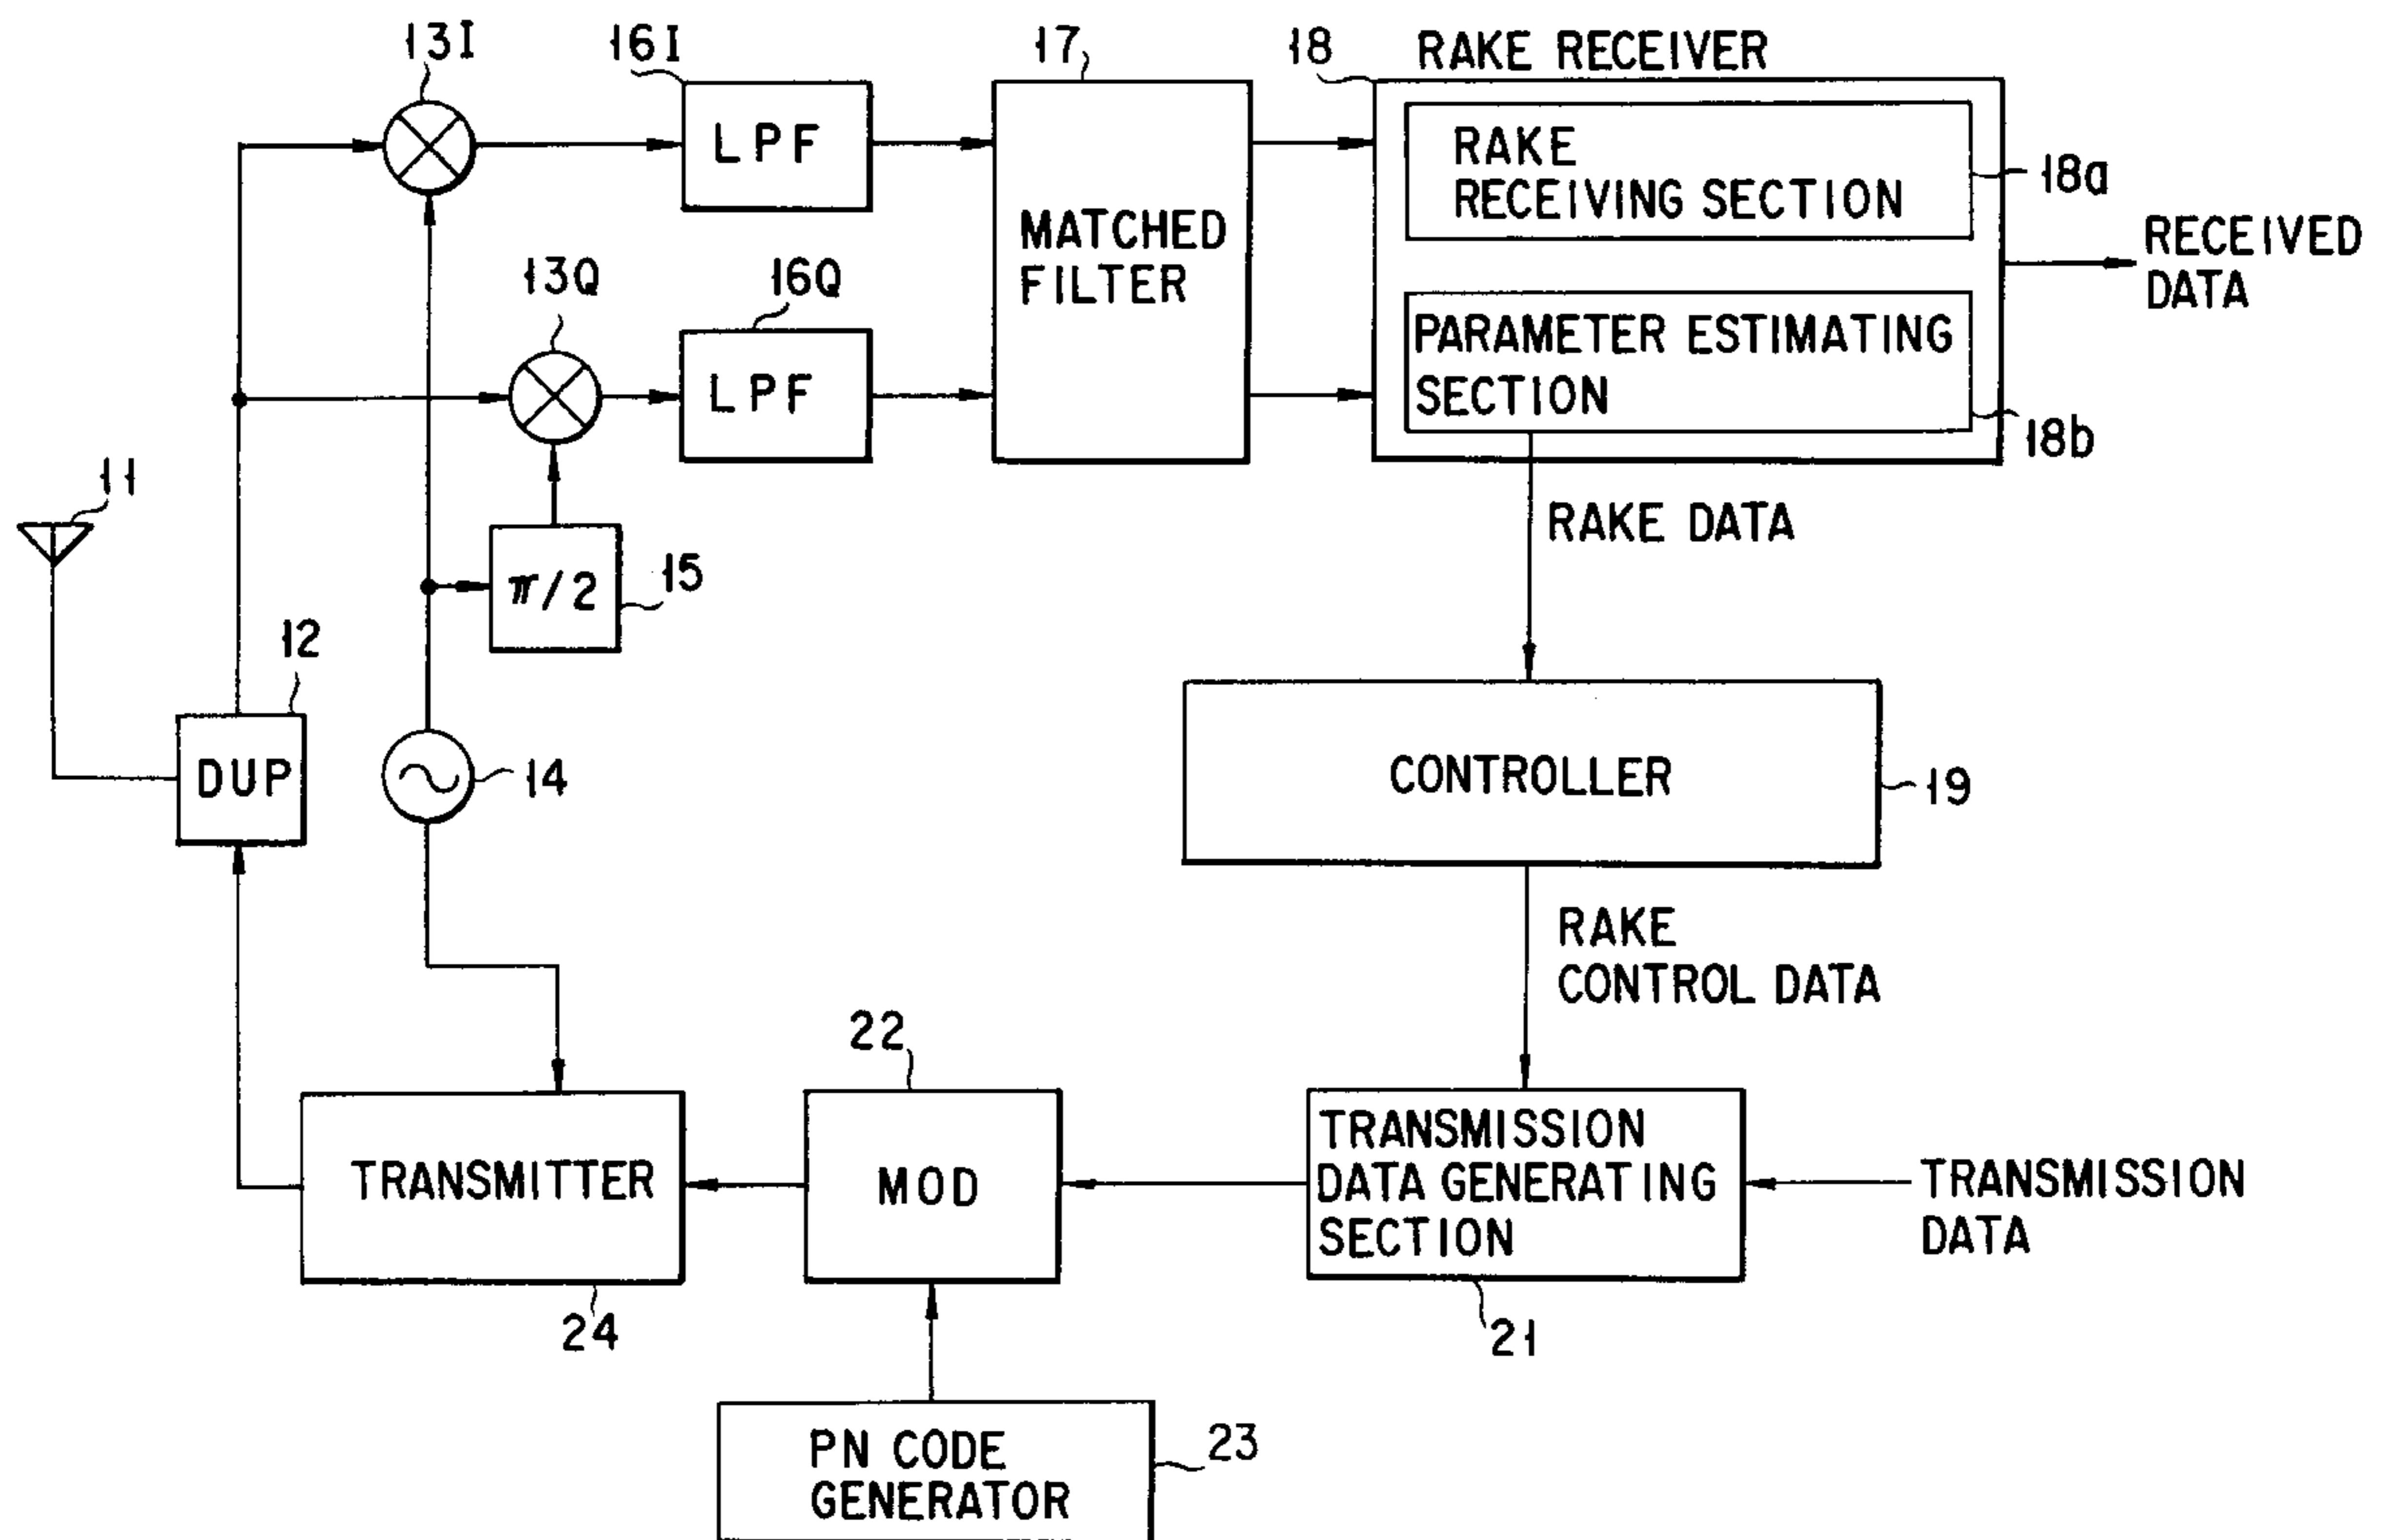 13I
16I
17
18
RAKE RECEIVER
LPF
RAKE
RECEIVING SECTION
18a
MATCHED
FILTER
RECEIVED
DATA
13Q
16Q
LPF
PARAMETER ESTIMATING
SECTION
18b
11
RAKE DATA
π/2
15
12
DUP
14
CONTROLLER
19
RAKE
CONTROL DATA
22
TRANSMITTER
MOD
TRANSMISSION
DATA GENERATING
SECTION
TRANSMISSION
DATA
24
21
PN CODE
GENERATOR
23